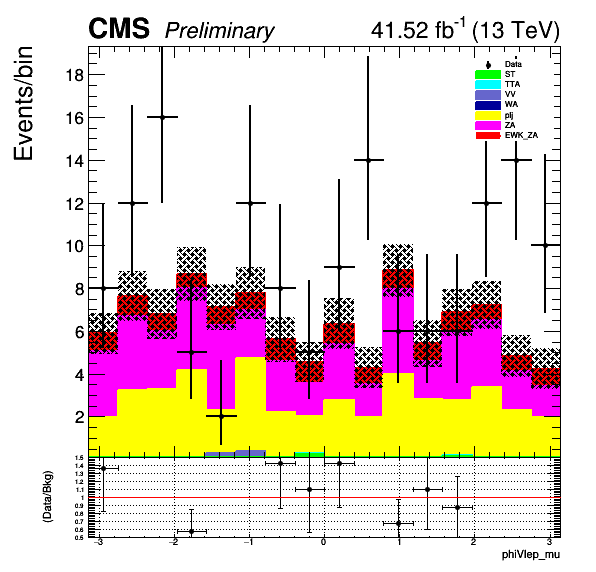 CMS Preliminary 41.52 fb-1 (13 TeV)
Events/bin
18
16
14
12
10
8
6
4
2
Data
ST
TTA
VV
WA
plj
ZA
EWK_ZA
(Data/Bkg)
1.5
1.4
1.3
1.2
1.1
1
0.9
0.8
0.7
0.6
0.5
−3 −2 −1 0 1 2 3
phiVlep_mu